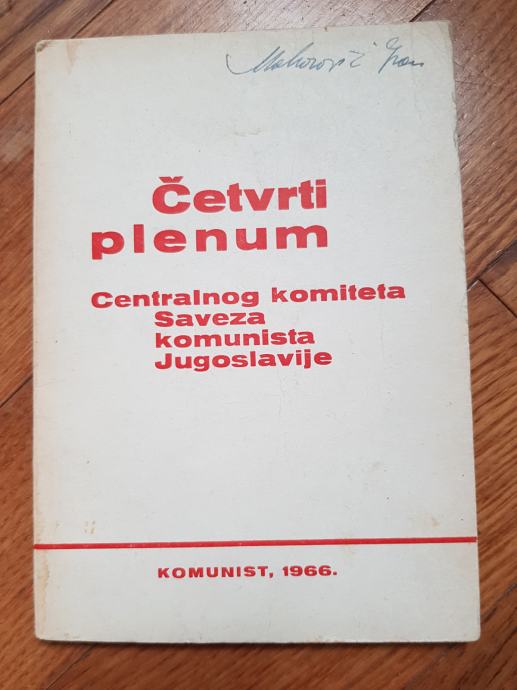 Četvrti
plenum
Centralnog komiteta
Saveza
komunista
Jugoslavije
KOMUNIST, 1966.